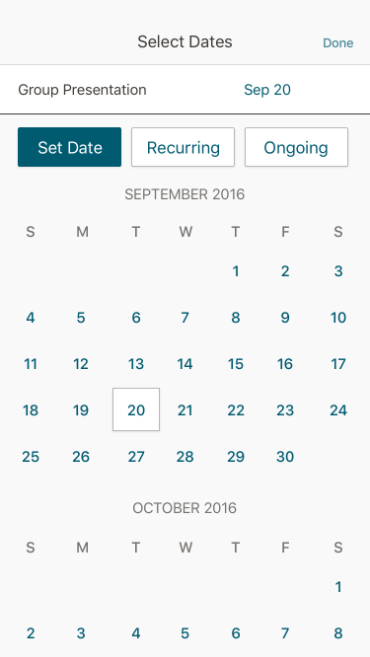 Select Dates Done
Group Presentation Sep 20
Set Date Recurring Ongoing
SEPTEMBER 2016
S M T W T F S
1 2 3
4 5 6 7 8 9 10
11 12 13 14 15 16 17
18 19 20 21 22 23 24
25 26 27 28 29 30
OCTOBER 2016
S M T W T F S
1
2 3 4 5 6 7 8